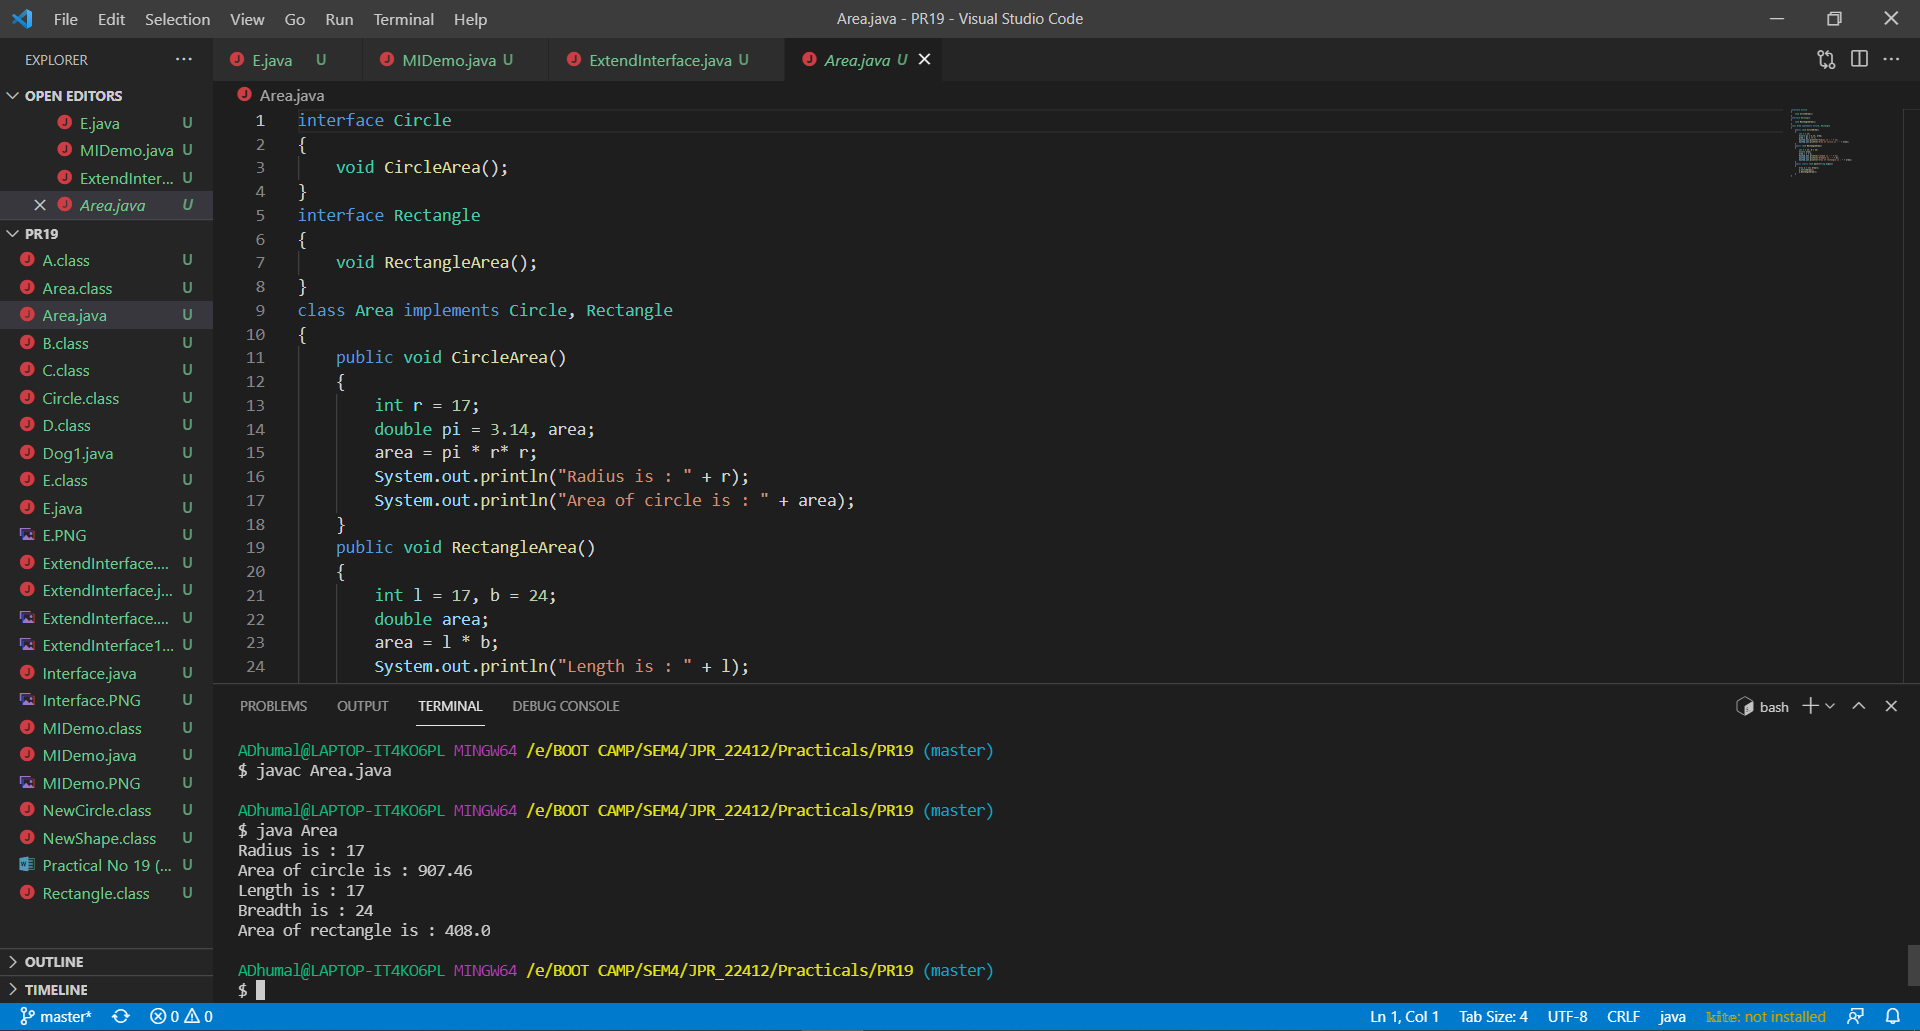 File Edit Selection View Go Run Terminal Help
Area.java - PR19 - Visual Studio Code
EXPLORER
OPEN EDITORS
E.java U
MIDemo.java U
ExtendInter... U
Area.java U
PR19
A.class U
Area.class U
Area.java U
B.class U
C.class U
Circle.class U
D.class U
Dog1.java U
E.class U
E.java U
E.PNG U
ExtendInterface.... U
ExtendInterface.j... U
ExtendInterface.... U
ExtendInterface1... U
Interface.java U
Interface.PNG U
MIDemo.class U
MIDemo.java U
MIDemo.PNG U
NewCircle.class U
NewShape.class U
Practical No 19 (... U
Rectangle.class U
OUTLINE
TIMELINE
E.java U MIDemo.java U ExtendInterface.java U Area.java U
Area.java
1 interface Circle
2 {
3 void CircleArea();
4 }
5 interface Rectangle
6 {
7 void RectangleArea();
8 }
9 class Area implements Circle, Rectangle
10 {
11 public void CircleArea()
12 {
13 int r = 17;
14 double pi = 3.14, area;
15 area = pi * r* r;
16 System.out.println("Radius is : " + r);
17 System.out.println("Area of circle is : " + area);
18 }
19 public void RectangleArea()
20 {
21 int l = 17, b = 24;
22 double area;
23 area = l * b;
24 System.out.println("Length is : " + l);
PROBLEMS OUTPUT TERMINAL DEBUG CONSOLE
bash
ADhumal@LAPTOP-IT4KO6PL MINGW64 /e/BOOT CAMP/SEM4/JPR_22412/Practicals/PR19 (master)
$ javac Area.java
ADhumal@LAPTOP-IT4KO6PL MINGW64 /e/BOOT CAMP/SEM4/JPR_22412/Practicals/PR19 (master)
$ java Area
Radius is : 17
Area of circle is : 907.46
Length is : 17
Breadth is : 24
Area of rectangle is : 408.0
ADhumal@LAPTOP-IT4KO6PL MINGW64 /e/BOOT CAMP/SEM4/JPR_22412/Practicals/PR19 (master)
$
master* 0 0
Ln 1, Col 1 Tab Size: 4 UTF-8 CRLF java kite: not installed